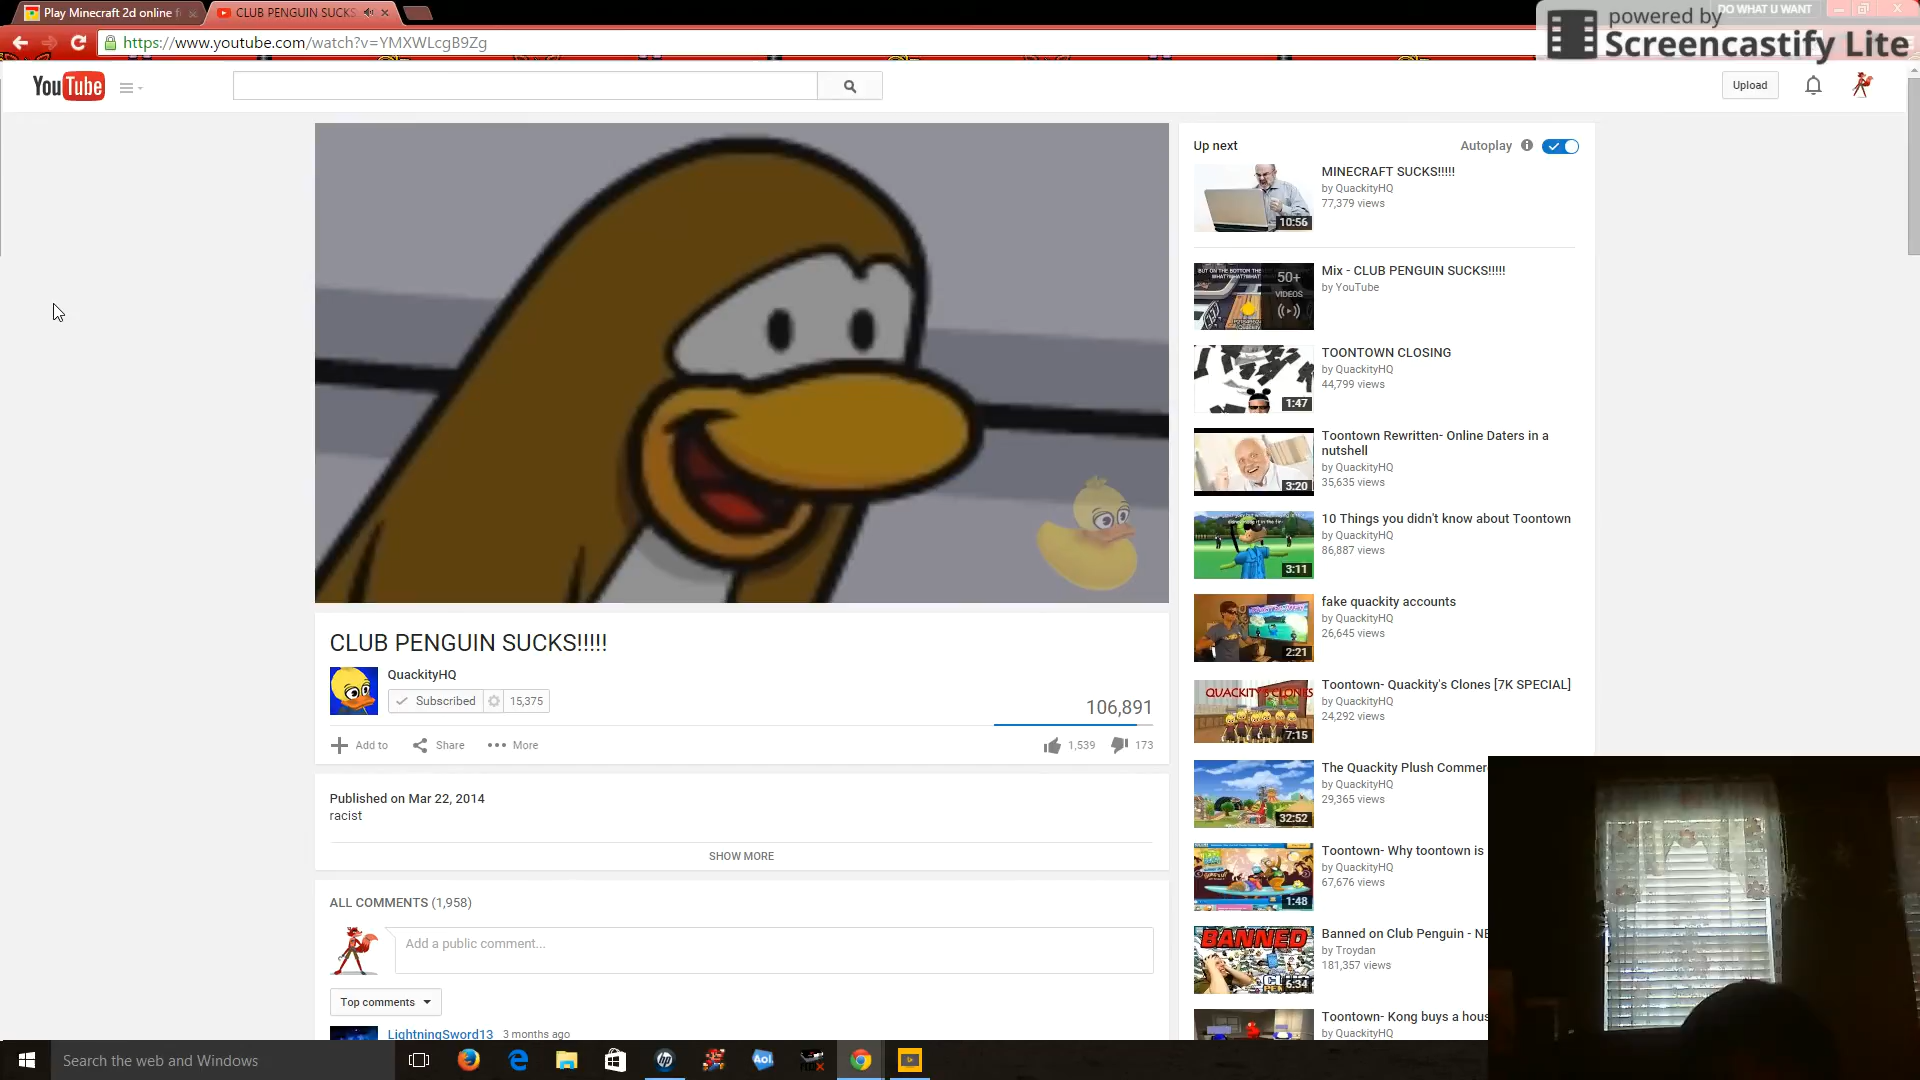 Play Minecraft 2d online f
CLUB PENGUIN SUCKS
DO WHAT U WANT
powered by
Screencastify Lite
https://www.youtube.com/watch?v=YMXWLcgB9Zg
YouTube
Upload
Up next
Autoplay
MINECRAFT SUCKS!!!!!
by QuackityHQ
77,379 views
10:56
Mix - CLUB PENGUIN SUCKS!!!!!
by YouTube
50+
VIDEOS
TOONTOWN CLOSING
by QuackityHQ
44,799 views
1:47
Toontown Rewritten- Online Daters in a
nutshell
by QuackityHQ
35,635 views
3:20
10 Things you didn't know about Toontown
by QuackityHQ
86,887 views
3:11
fake quackity accounts
by QuackityHQ
26,645 views
2:21
Toontown- Quackity's Clones [7K SPECIAL]
by QuackityHQ
24,292 views
QUACKITY'S CLONES
7:15
The Quackity Plush Commer
by QuackityHQ
29,365 views
32:52
Toontown- Why toontown is
by QuackityHQ
67,676 views
1:48
Banned on Club Penguin - NE
by Troydan
181,357 views
BANNED
6:34
Toontown- Kong buys a hous
by QuackityHQ
CLUB PENGUIN SUCKS!!!!!
QuackityHQ
Subscribed
15,375
106,891
Add to
Share
More
1,539
173
Published on Mar 22, 2014
racist
SHOW MORE
ALL COMMENTS (1,958)
Add a public comment...
Top comments
LightningSword13 3 months ago
Search the web and Windows
hp
Aol